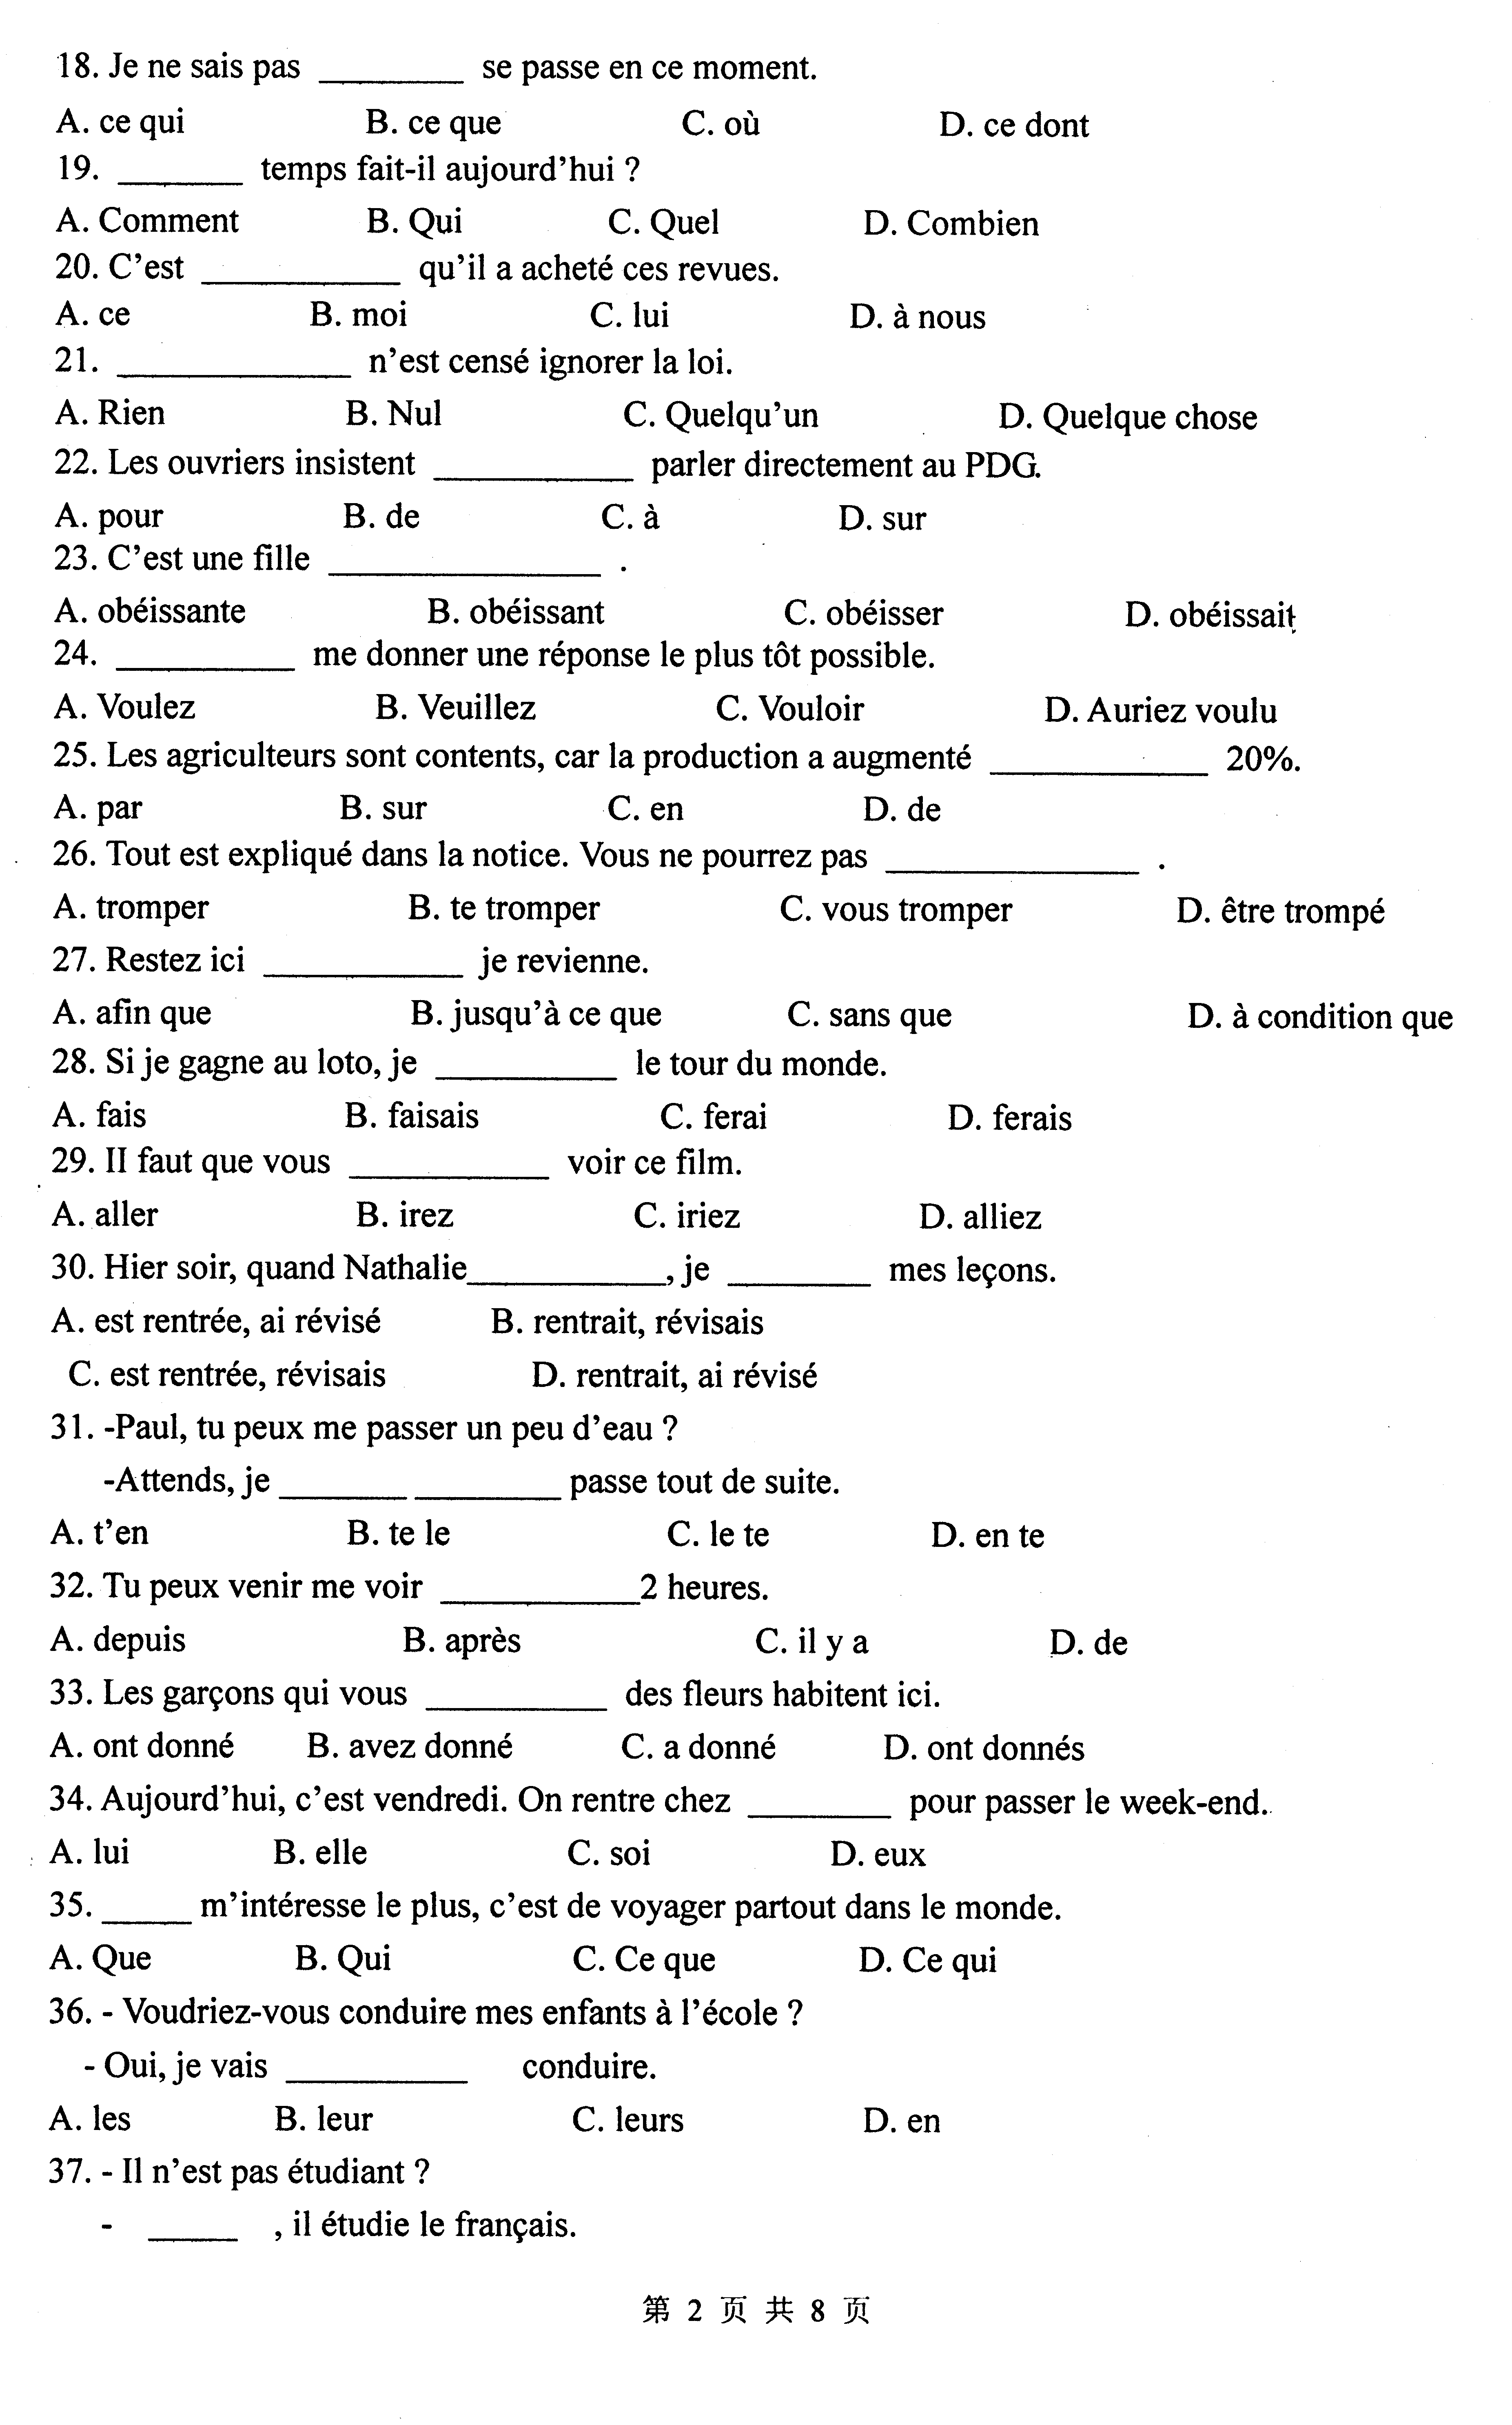 18. Je ne sais pas ________ se passe en ce moment.
A. ce qui B. ce que C. où D. ce dont
19. _______ temps fait-il aujourd’hui ?
A. Comment B. Qui C. Quel D. Combien
20. C’est ____________ qu’il a acheté ces revues.
A. ce B. moi C. lui D. à nous
21. _____________ n’est censé ignorer la loi.
A. Rien B. Nul C. Quelqu’un D. Quelque chose
22. Les ouvriers insistent ___________ parler directement au PDG.
A. pour B. de C. à D. sur
23. C’est une fille _______________ .
A. obéissante B. obéissant C. obéisser D. obéissait
24. __________ me donner une réponse le plus tôt possible.
A. Voulez B. Veuillez C. Vouloir D. Auriez voulu
25. Les agriculteurs sont contents, car la production a augmenté ____________ 20%.
A. par B. sur C. en D. de
26. Tout est expliqué dans la notice. Vous ne pourrez pas ______________ .
A. tromper B. te tromper C. vous tromper D. être trompé
27. Restez ici ___________ je revienne.
A. afin que B. jusqu’à ce que C. sans que D. à condition que
28. Si je gagne au loto, je __________ le tour du monde.
A. fais B. faisais C. ferai D. ferais
29. II faut que vous ___________ voir ce film.
A. aller B. irez C. iriez D. alliez
30. Hier soir, quand Nathalie___________, je ________ mes leçons.
A. est rentrée, ai révisé B. rentrait, révisais
C. est rentrée, révisais D. rentrait, ai révisé
31. -Paul, tu peux me passer un peu d’eau ?
-Attends, je _______ ________ passe tout de suite.
A. t’en B. te le C. le te D. en te
32. Tu peux venir me voir ___________2 heures.
A. depuis B. après C. il y a D. de
33. Les garçons qui vous __________ des fleurs habitent ici.
A. ont donné B. avez donné C. a donné D. ont donnés
34. Aujourd’hui, c’est vendredi. On rentre chez ________ pour passer le week-end.
A. lui B. elle C. soi D. eux
35. _____ m’intéresse le plus, c’est de voyager partout dans le monde.
A. Que B. Qui C. Ce que D. Ce qui
36. - Voudriez-vous conduire mes enfants à l’école ?
- Oui, je vais __________ conduire.
A. les B. leur C. leurs D. en
37. - Il n’est pas étudiant ?
- _____ , il étudie le français.
第 2 页 共 8 页